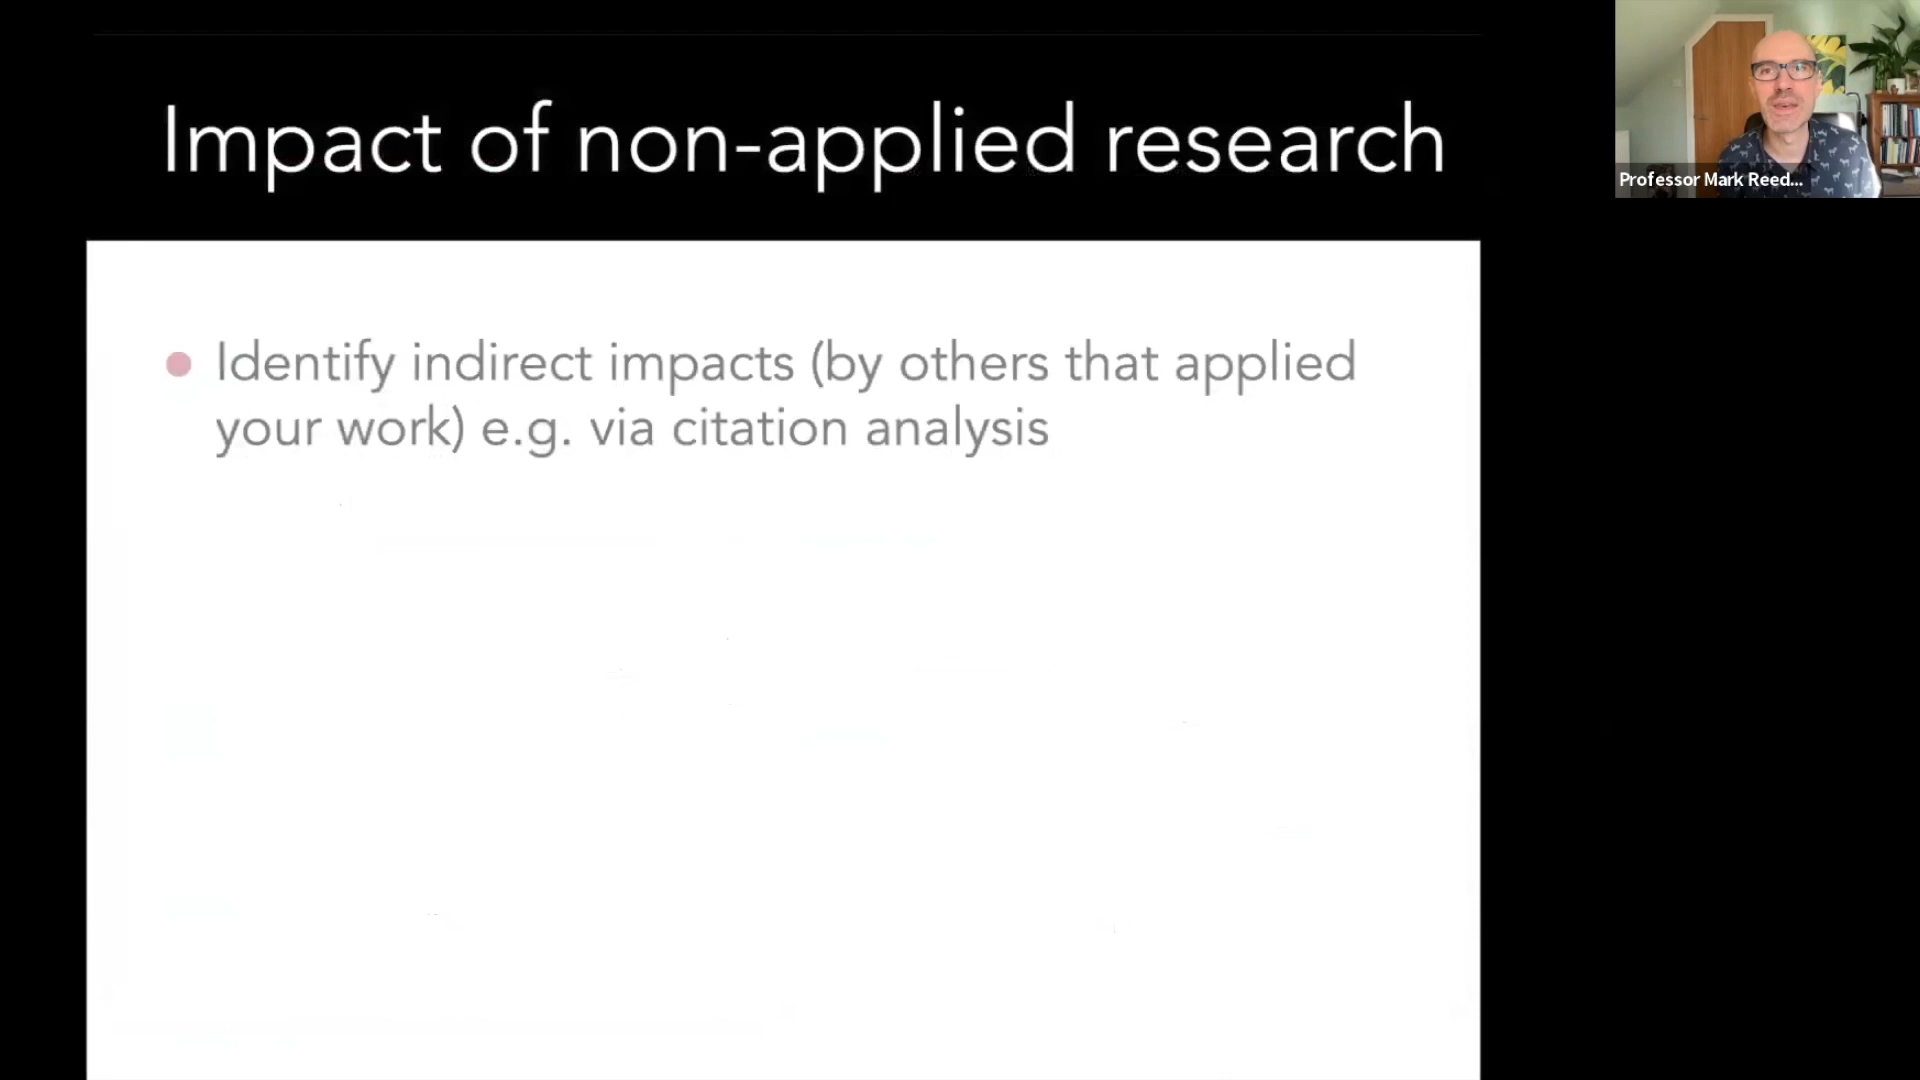 Impact of non-applied research
Professor Mark Reed...
Identify indirect impacts (by others that applied
your work) e.g. via citation analysis